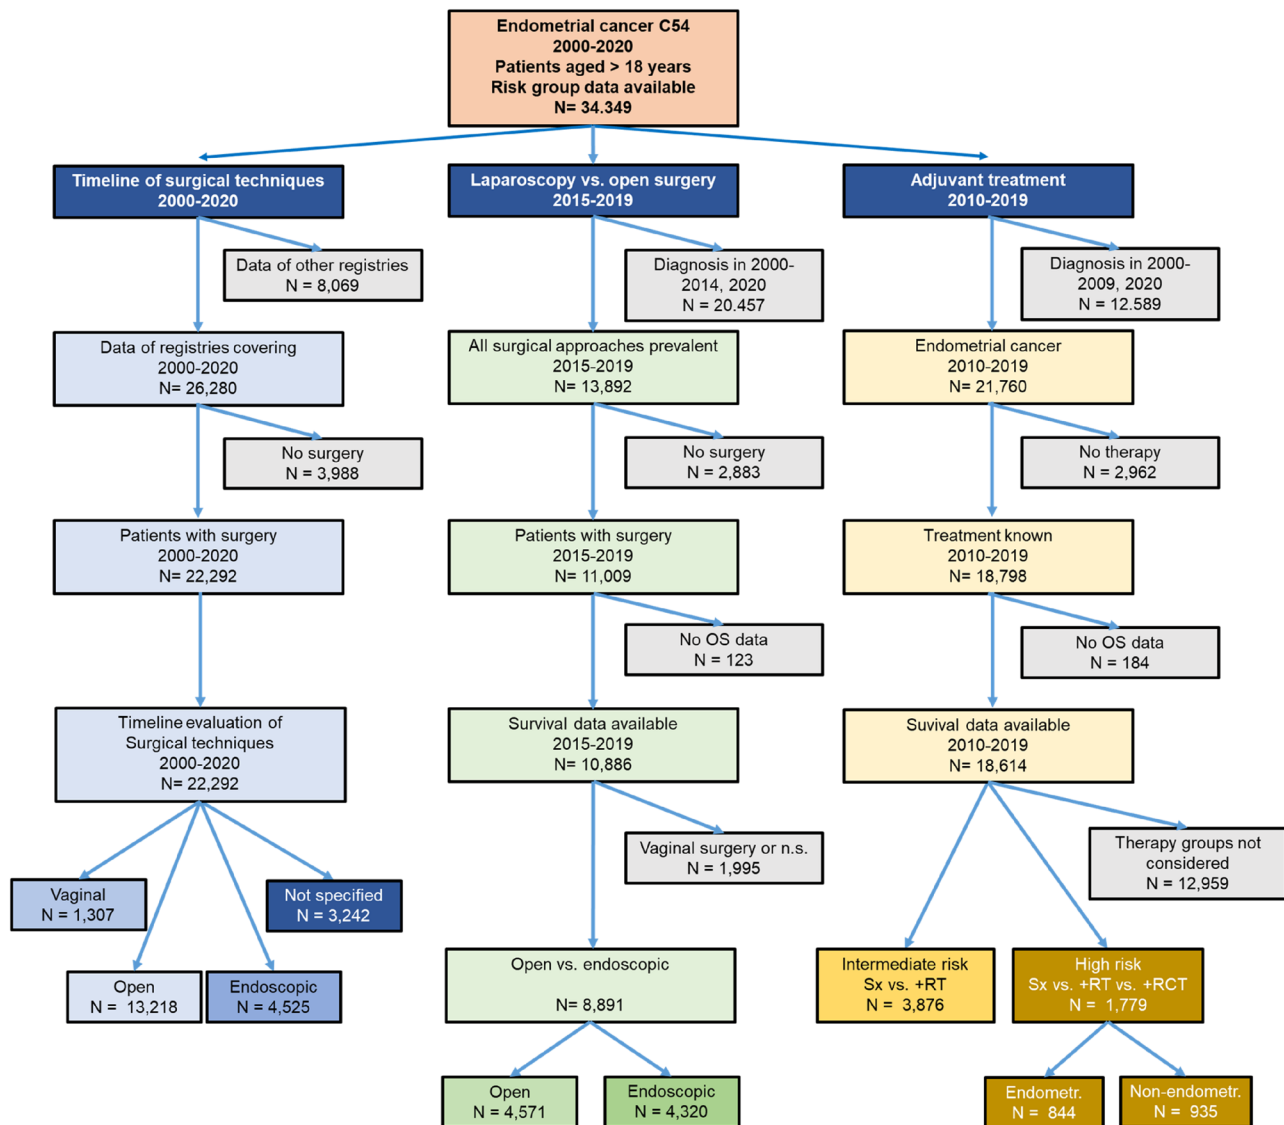 Endometrial cancer C54
2000-2020
Patients aged > 18 years
Risk group data available
N= 34.349
Timeline of surgical techniques
2000-2020
Data of other registries
N = 8,069
Data of registries covering
2000-2020
N= 26,280
No surgery
N = 3,988
Patients with surgery
2000-2020
N= 22,292
Timeline evaluation of
Surgical techniques
2000-2020
N= 22,292
Vaginal
N = 1,307
Not specified
N = 3,242
Open
N = 13,218
Endoscopic
N = 4,525
Laparoscopy vs. open surgery
2015-2019
Diagnosis in 2000-
2014, 2020
N = 20.457
All surgical approaches prevalent
2015-2019
N= 13,892
No surgery
N = 2,883
Patients with surgery
2015-2019
N= 11,009
No OS data
N = 123
Survival data available
2015-2019
N= 10,886
Vaginal surgery or n.s.
N = 1,995
Open vs. endoscopic
N= 8,891
Open
N = 4,571
Endoscopic
N = 4,320
Adjuvant treatment
2010-2019
Diagnosis in 2000-
2009, 2020
N = 12.589
Endometrial cancer
2010-2019
N= 21,760
No therapy
N = 2,962
Treatment known
2010-2019
N= 18,798
No OS data
N = 184
Suvival data available
2010-2019
N= 18,614
Therapy groups not
considered
N = 12,959
Intermediate risk
Sx vs. +RT
N = 3,876
High risk
Sx vs. +RT vs. +RCT
N = 1,779
Endometr.
N = 844
Non-endometr.
N = 935